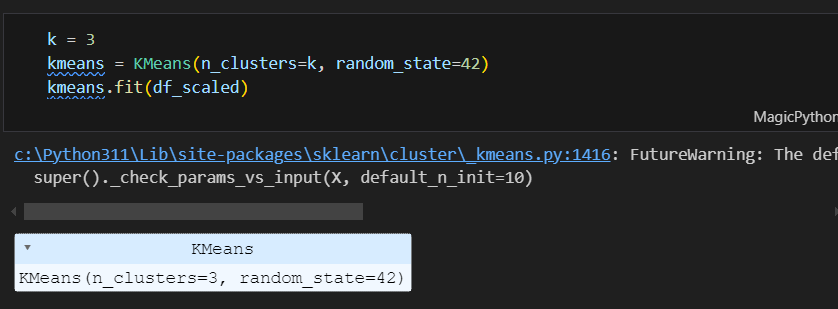 k = 3
kmeans = KMeans(n_clusters=k, random_state=42)
kmeans.fit(df_scaled)
MagicPython
c:\Python311\Lib\site-packages\sklearn\cluster\_kmeans.py:1416: FutureWarning: The def
super()._check_params_vs_input(X, default_n_init=10)
KMeans
KMeans(n_clusters=3, random_state=42)